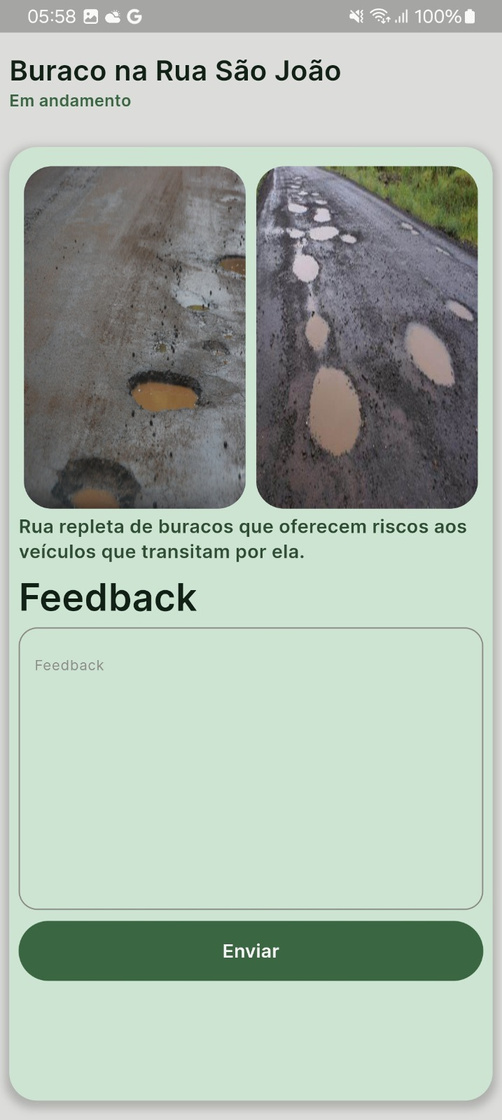 05:58
100%
Buraco na Rua São João
Em andamento
Rua repleta de buracos que oferecem riscos aos
veículos que transitam por ela.
Feedback
Feedback
Enviar